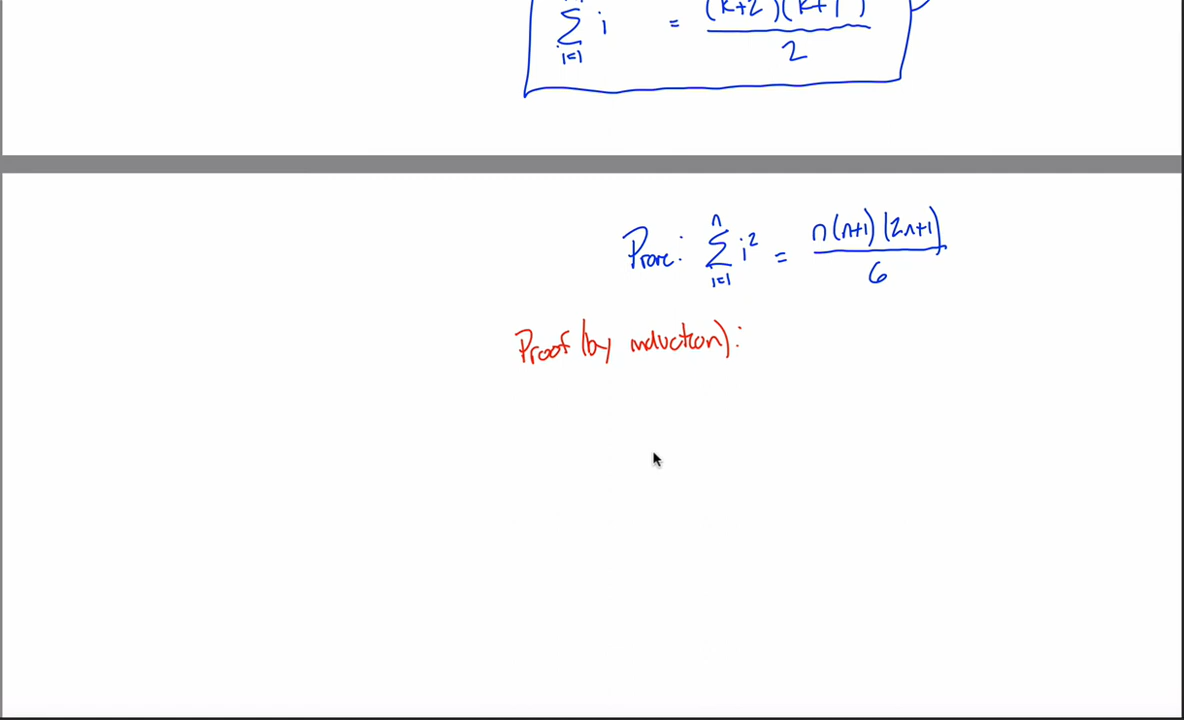 ∑ i = (k+2)(k+1)
i=1 2
Prove: n∑i=1 i² = n(n+1)(2n+1)/6
Proof (by induction):